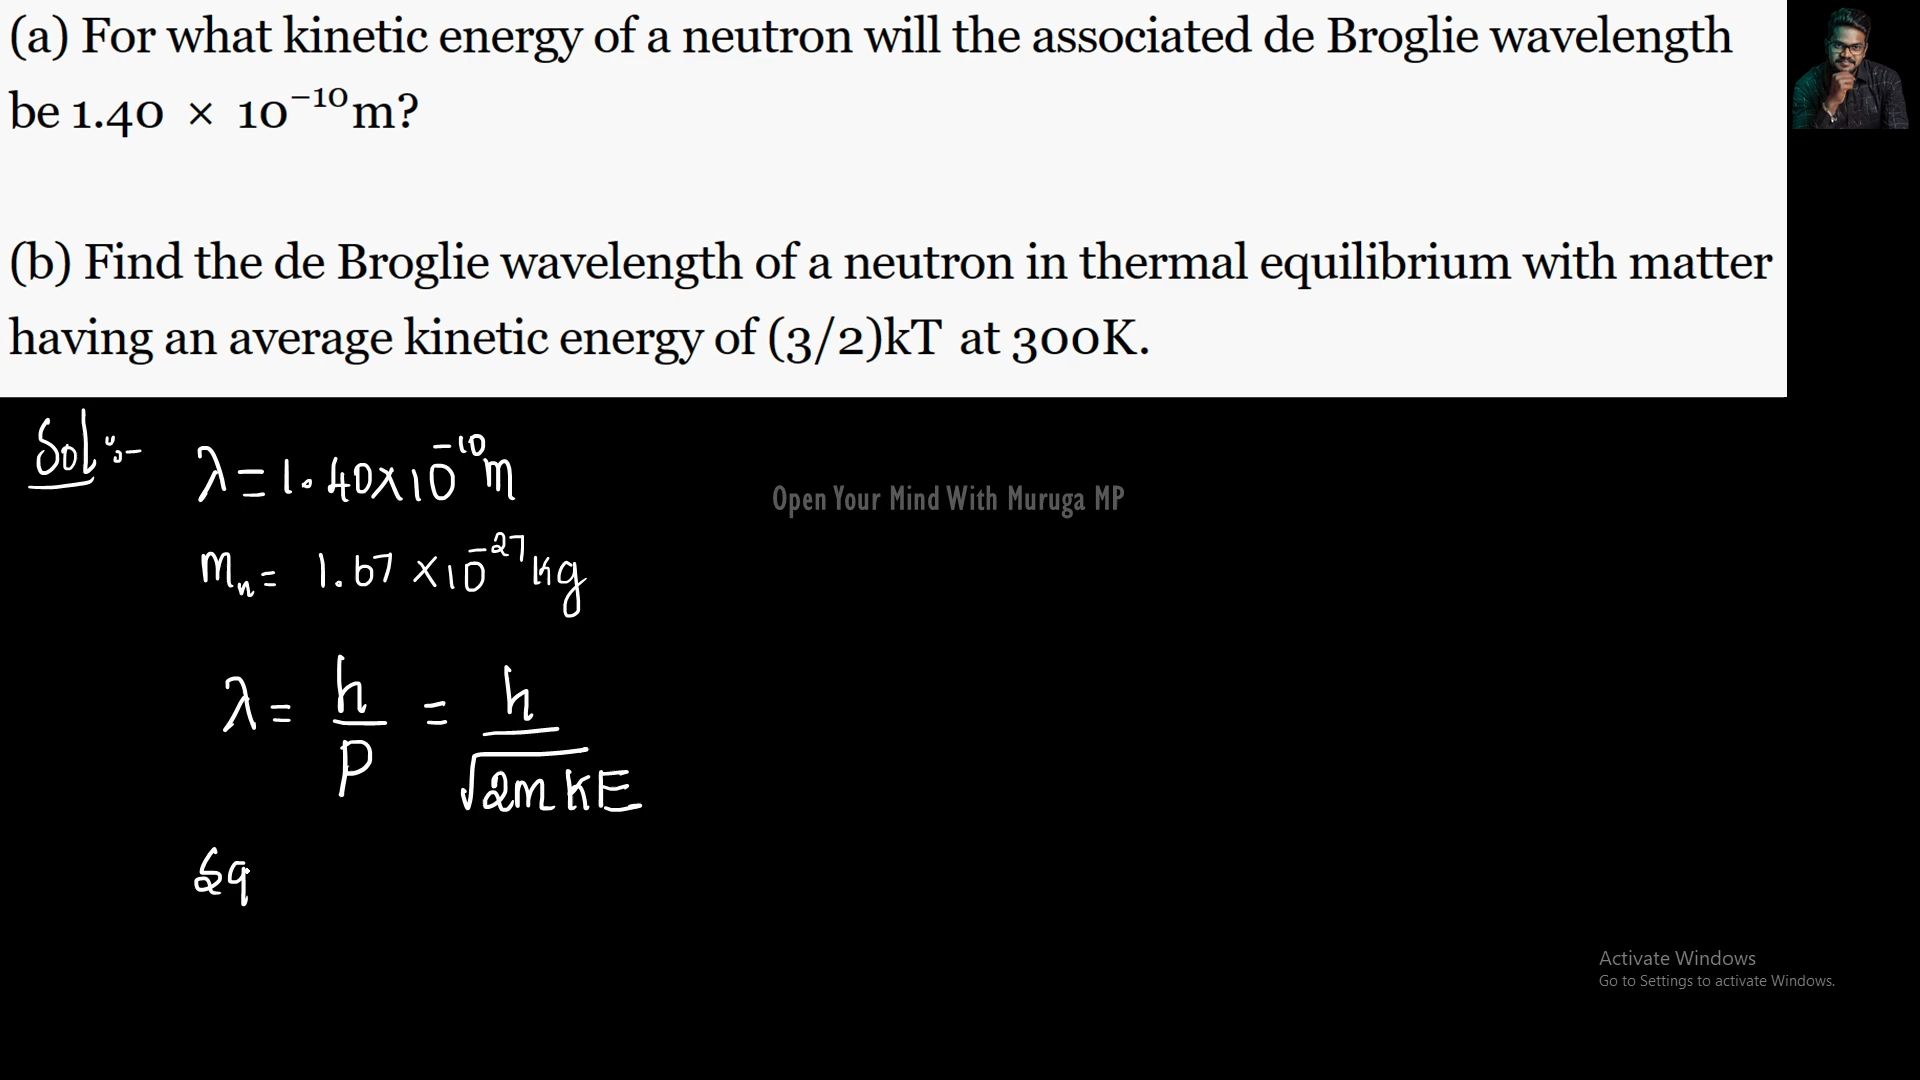 (a) For what kinetic energy of a neutron will the associated de Broglie wavelength
be 1.40 × 10⁻¹⁰m?
(b) Find the de Broglie wavelength of a neutron in thermal equilibrium with matter
having an average kinetic energy of (3/2)kT at 300K.
Sol:-
λ = 1.40×10⁻¹⁰m
Open Your Mind With Muruga MP
mₙ = 1.67 ×10⁻²⁷kg
λ = h/P = h/√2mKE
Sq
Activate Windows
Go to Settings to activate Windows.